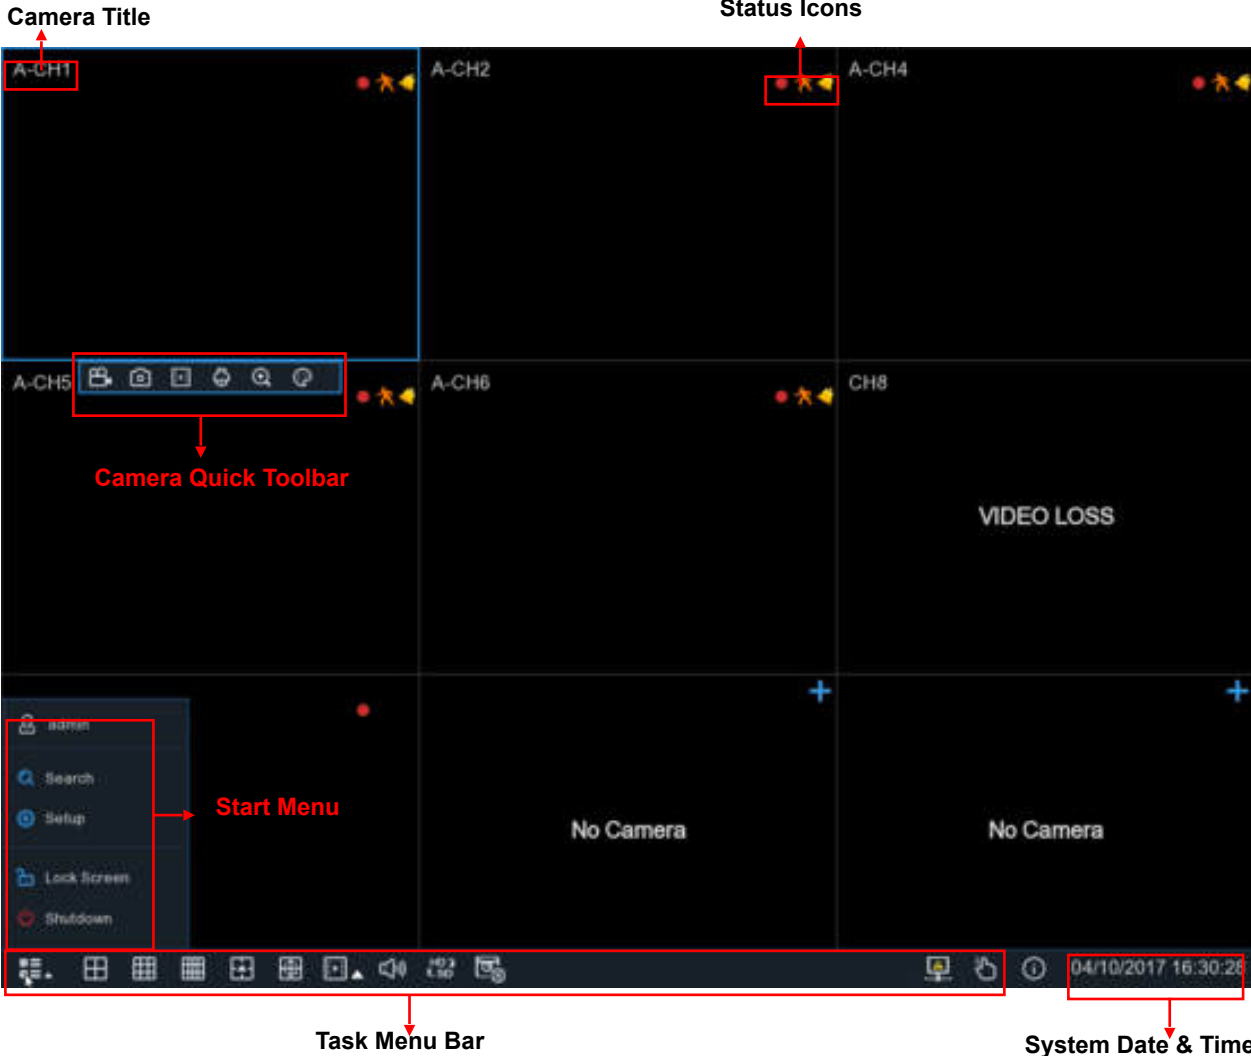 Camera Title
Status Icons
A-CH1
A-CH2
A-CH4
A-CH5
A-CH6
CH8
Camera Quick Toolbar
VIDEO LOSS
admin
Search
Setup
Start Menu
No Camera
No Camera
Lock Screen
Shutdown
04/10/2017 16:30:28
Task Menu Bar
System Date & Time